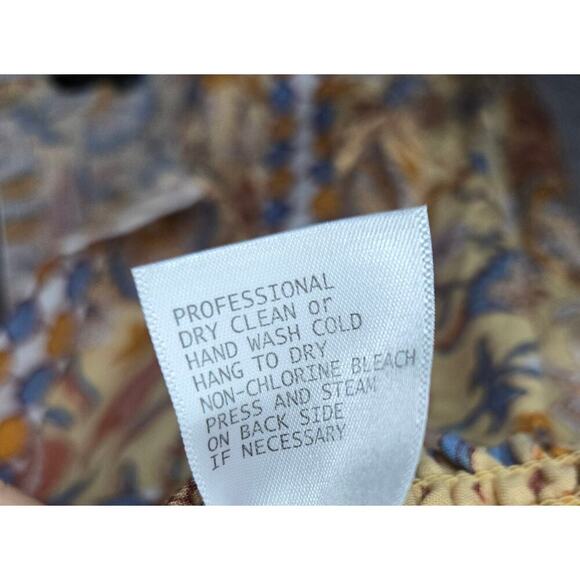 PROFESSIONAL
DRY CLEAN or
HAND WASH COLD
HANG TO DRY
NON-CHLORINE BLEACH
PRESS AND STEAM
ON BACK SIDE
IF NECESSARY